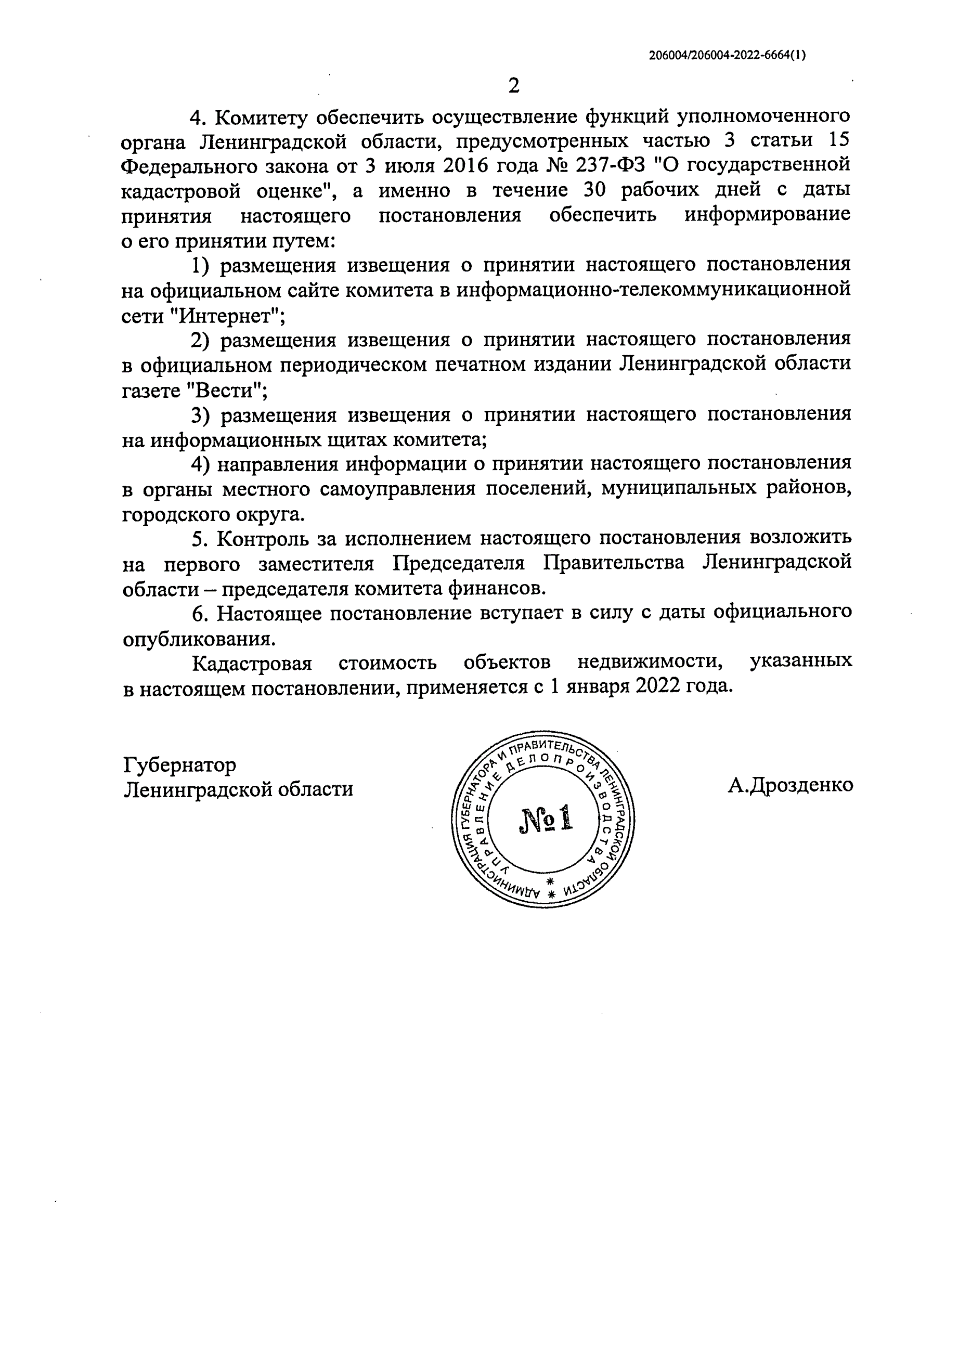 206004/206004-2022-6664(1)
2
4. Комитету обеспечить осуществление функций уполномоченного
органа Ленинградской области, предусмотренных частью 3 статьи 15
Федерального закона от 3 июля 2016 года № 237-ФЗ "О государственной
кадастровой оценке", а именно в течение 30 рабочих дней с даты
принятия настоящего постановления обеспечить информирование
о его принятии путем:
1) размещения извещения о принятии настоящего постановления
на официальном сайте комитета в информационно-телекоммуникационной
сети "Интернет";
2) размещения извещения о принятии настоящего постановления
в официальном периодическом печатном издании Ленинградской области
газете "Вести";
3) размещения извещения о принятии настоящего постановления
на информационных щитах комитета;
4) направления информации о принятии настоящего постановления
в органы местного самоуправления поселений, муниципальных районов,
городского округа.
5. Контроль за исполнением настоящего постановления возложить
на первого заместителя Председателя Правительства Ленинградской
области – председателя комитета финансов.
6. Настоящее постановление вступает в силу с даты официального
опубликования.
Кадастровая стоимость объектов недвижимости, указанных
в настоящем постановлении, применяется с 1 января 2022 года.
Губернатор
Ленинградской области
А.Дрозденко
АДМИНИСТРАЦИЯ ГУБЕРНАТОРА И ПРАВИТЕЛЬСТВА ЛЕНИНГРАДСКОЙ ОБЛАСТИ
УПРАВЛЕНИЕ ДЕЛОПРОИЗВОДСТВА
№1